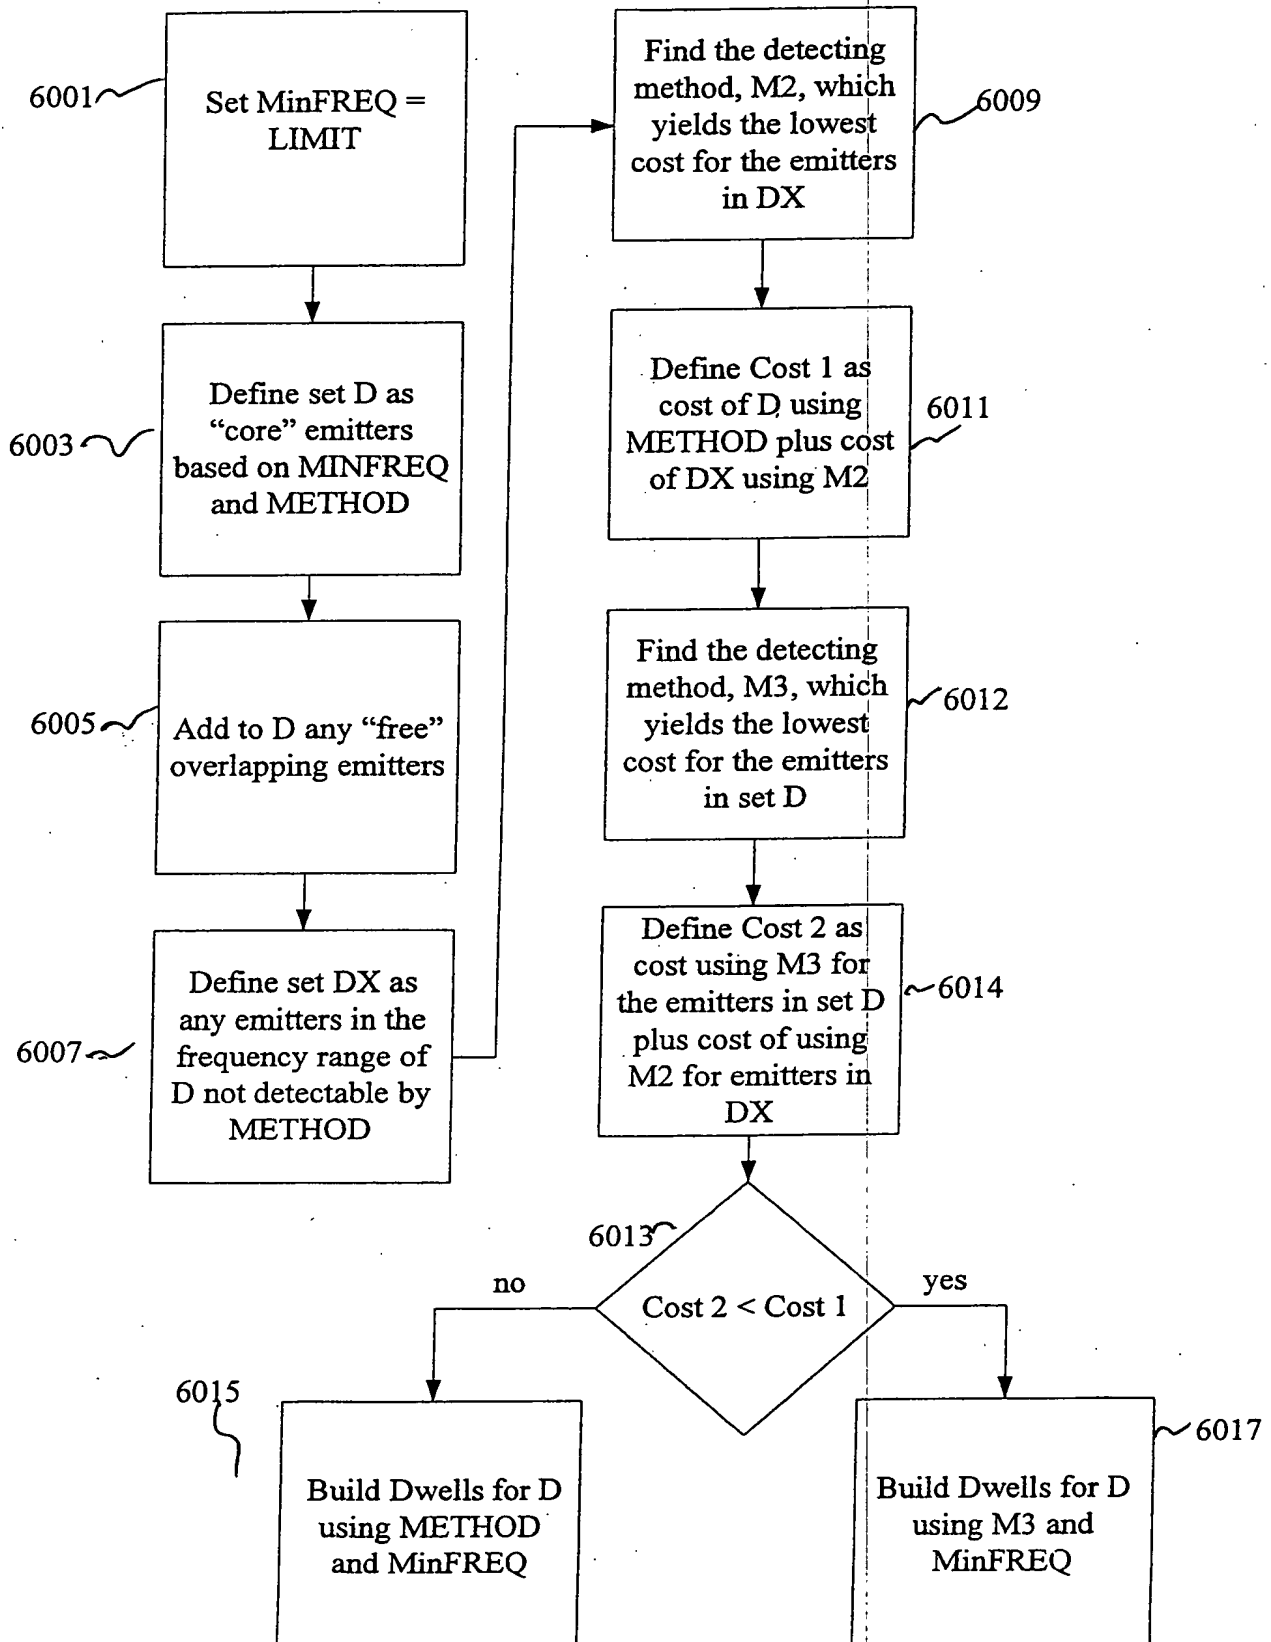 6001
Set MinFREQ =
LIMIT
6003
Define set D as
“core” emitters
based on MINFREQ
and METHOD
6005
Add to D any “free”
overlapping emitters
6007
Define set DX as
any emitters in the
frequency range of
D not detectable by
METHOD
Find the detecting
method, M2, which
yields the lowest
cost for the emitters
in DX
6009
Define Cost 1 as
cost of D using
METHOD plus cost
of DX using M2
6011
Find the detecting
method, M3, which
yields the lowest
cost for the emitters
in set D
6012
Define Cost 2 as
cost using M3 for
the emitters in set D
plus cost of using
M2 for emitters in
DX
6014
6013
Cost 2 < Cost 1
no
yes
6015
Build Dwells for D
using METHOD
and MinFREQ
6017
Build Dwells for D
using M3 and
MinFREQ